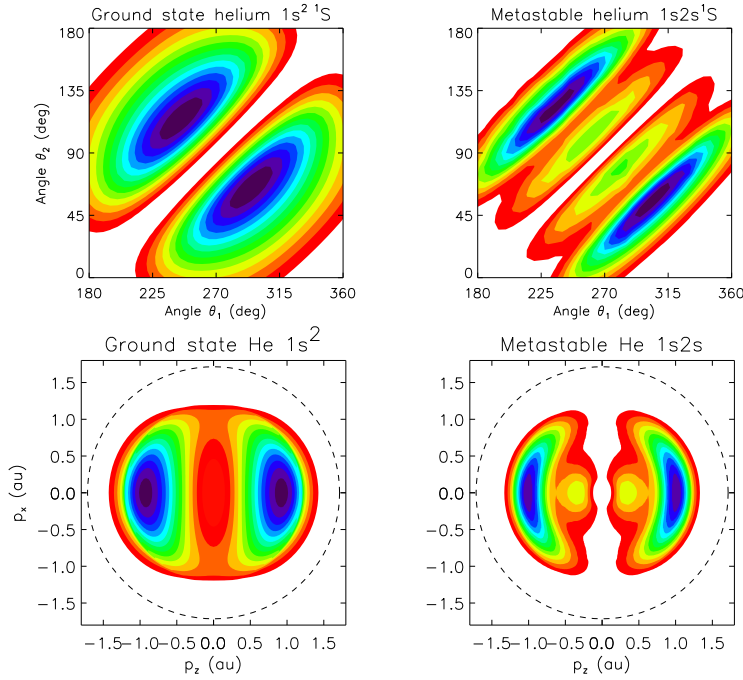 Ground state helium 1s² ¹S
Metastable helium 1s2s¹S
180
135
90
45
0
Angle θ₂ (deg)
180 225 270 315 360
Angle θ₁ (deg)
180
135
90
45
0
180 225 270 315 360
Angle θ₁ (deg)
Ground state He 1s²
Metastable He 1s2s
1.5
1.0
0.5
0.0
−0.5
−1.0
−1.5
pₓ (au)
−1.5−1.0−0.5 0.0 0.5 1.0 1.5
p_z (au)
1.5
1.0
0.5
0.0
−0.5
−1.0
−1.5
−1.5−1.0−0.5 0.0 0.5 1.0 1.5
p_z (au)